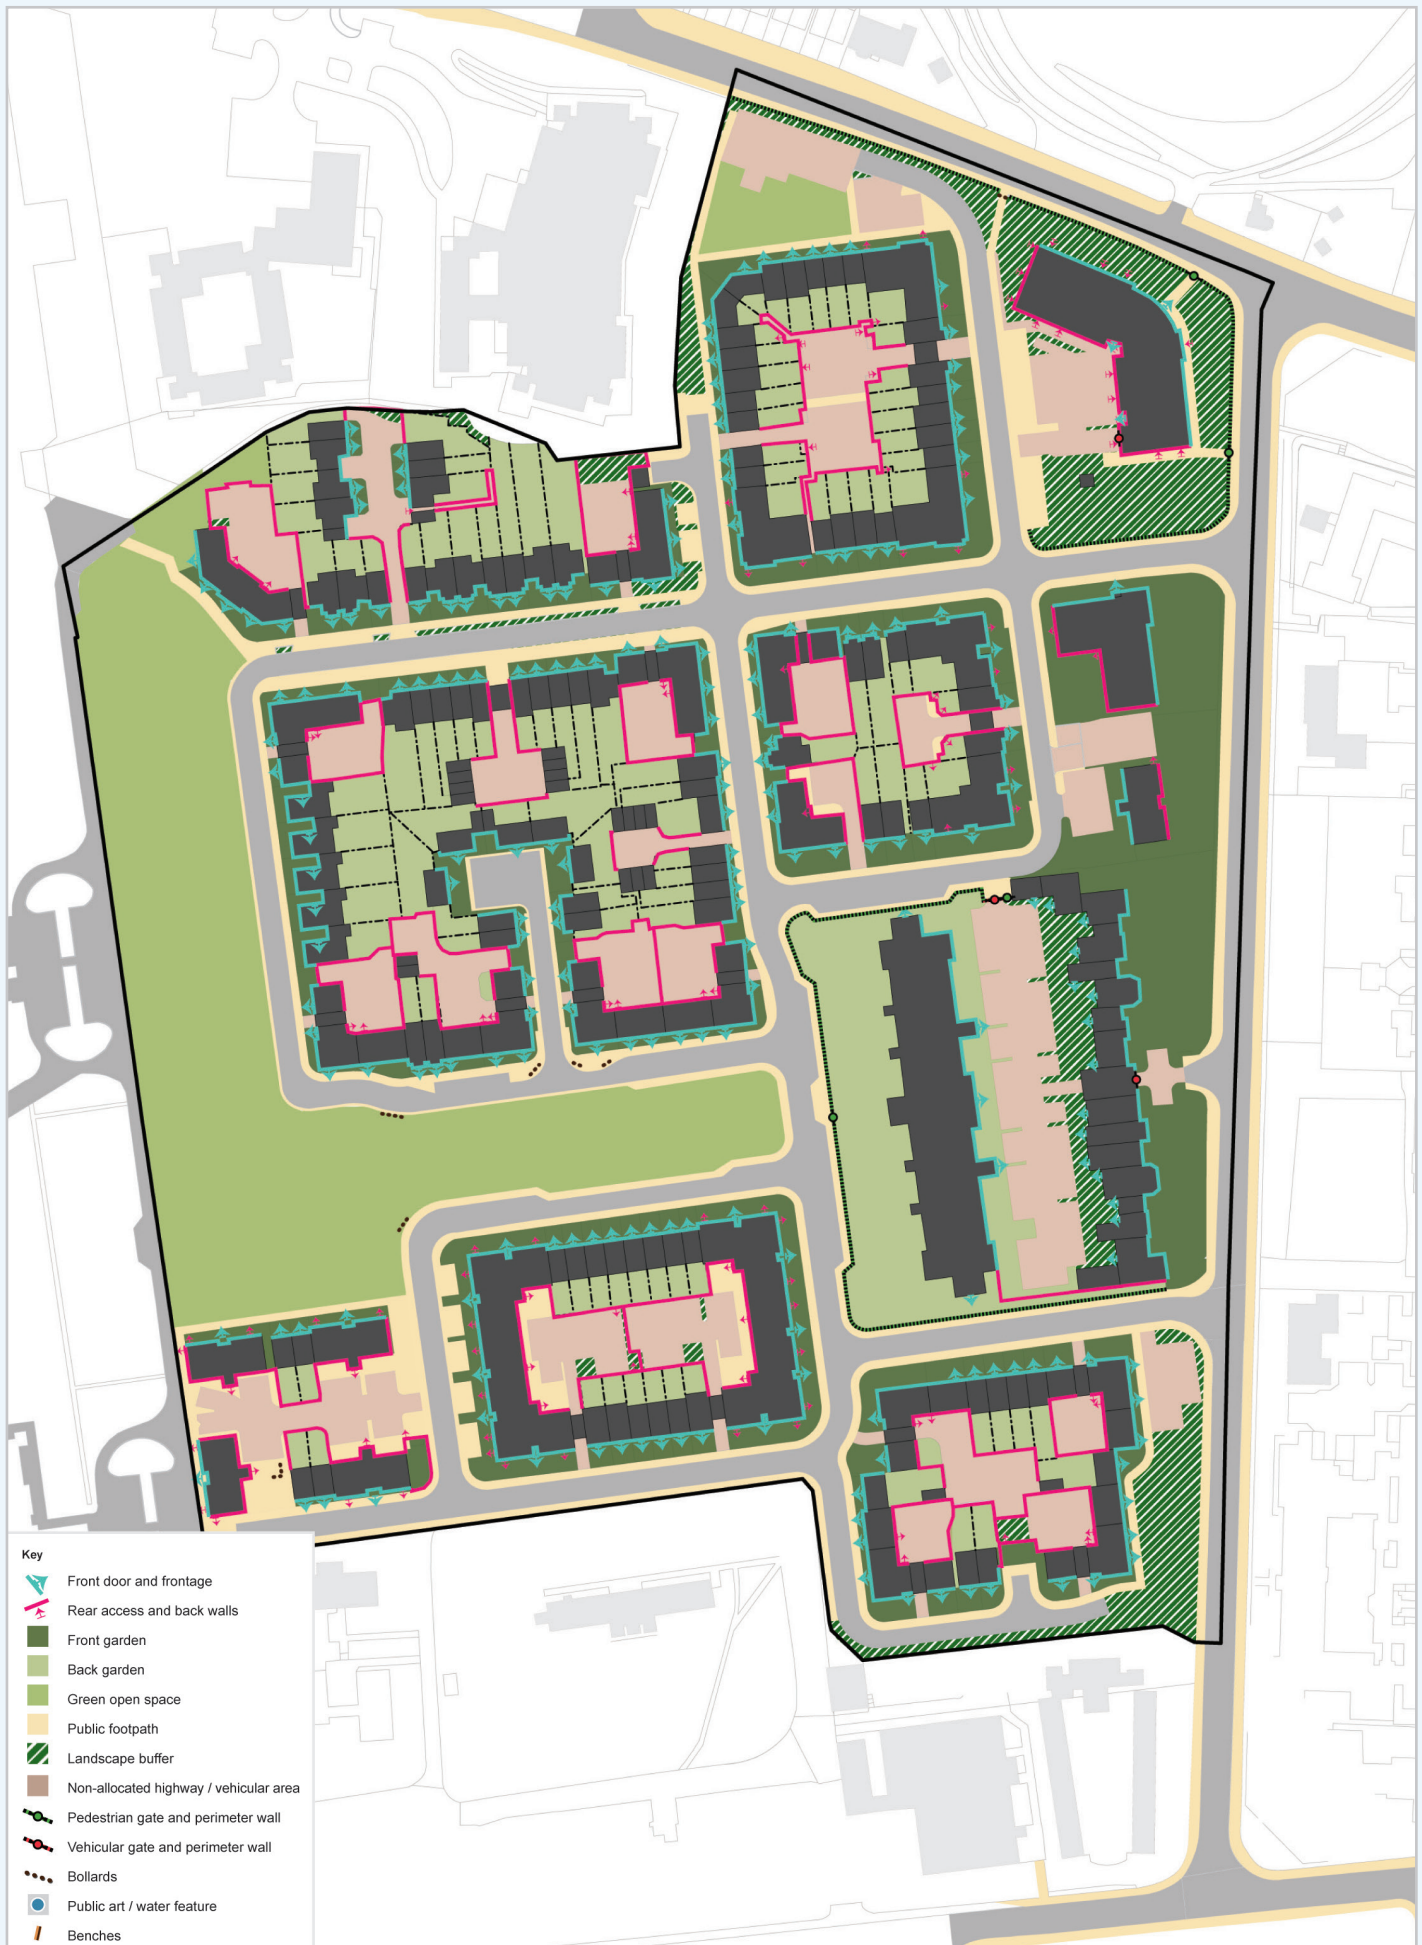 Key
Front door and frontage
Rear access and back walls
Front garden
Back garden
Green open space
Public footpath
Landscape buffer
Non-allocated highway / vehicular area
Pedestrian gate and perimeter wall
Vehicular gate and perimeter wall
Bollards
Public art / water feature
Benches